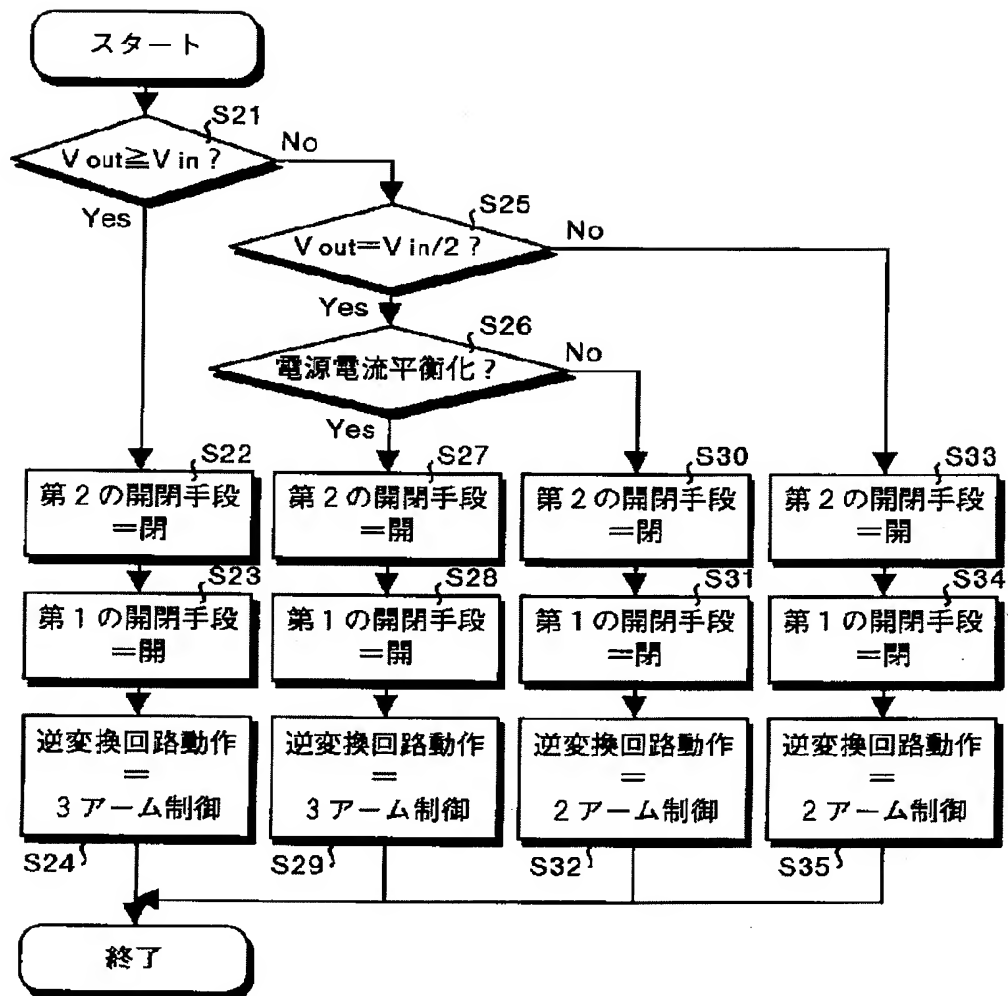 スタート
S21
Vout≧Vin？
No
Yes
S25
Vout=Vin/2？
No
Yes
S26
電源電流平衡化？
No
Yes
S22
第２の開閉手段
＝閉
S27
第２の開閉手段
＝開
S30
第２の開閉手段
＝閉
S33
第２の開閉手段
＝開
S23
第１の開閉手段
＝開
S28
第１の開閉手段
＝開
S31
第１の開閉手段
＝閉
S34
第１の開閉手段
＝閉
逆変換回路動作
＝
３アーム制御
S24
逆変換回路動作
＝
３アーム制御
S29
逆変換回路動作
＝
２アーム制御
S32
逆変換回路動作
＝
２アーム制御
S35
終了